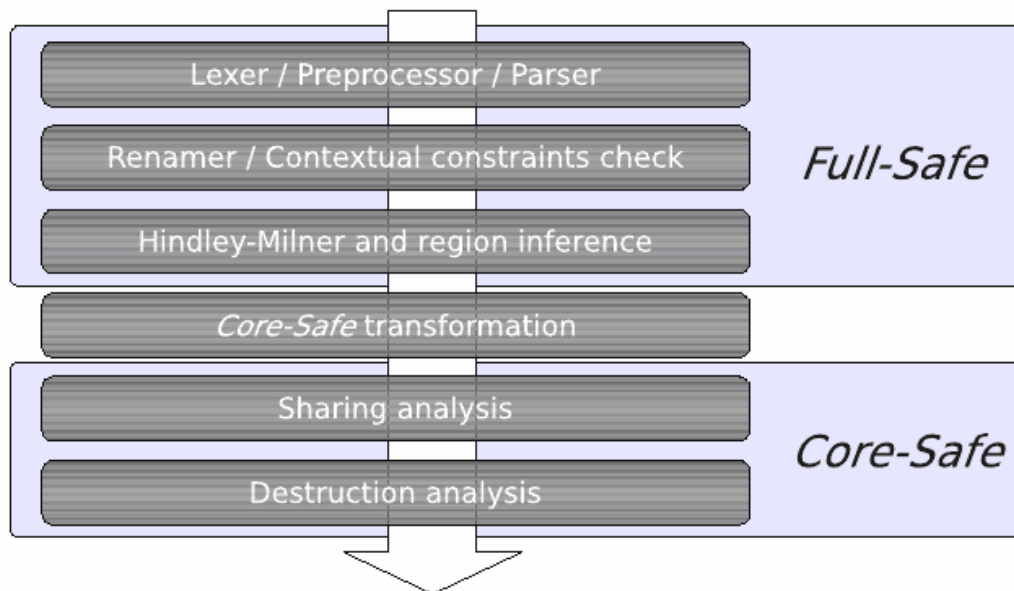 Lexer / Preprocessor / Parser
Renamer / Contextual constraints check
Full-Safe
Hindley-Milner and region inference
Core-Safe transformation
Sharing analysis
Core-Safe
Destruction analysis